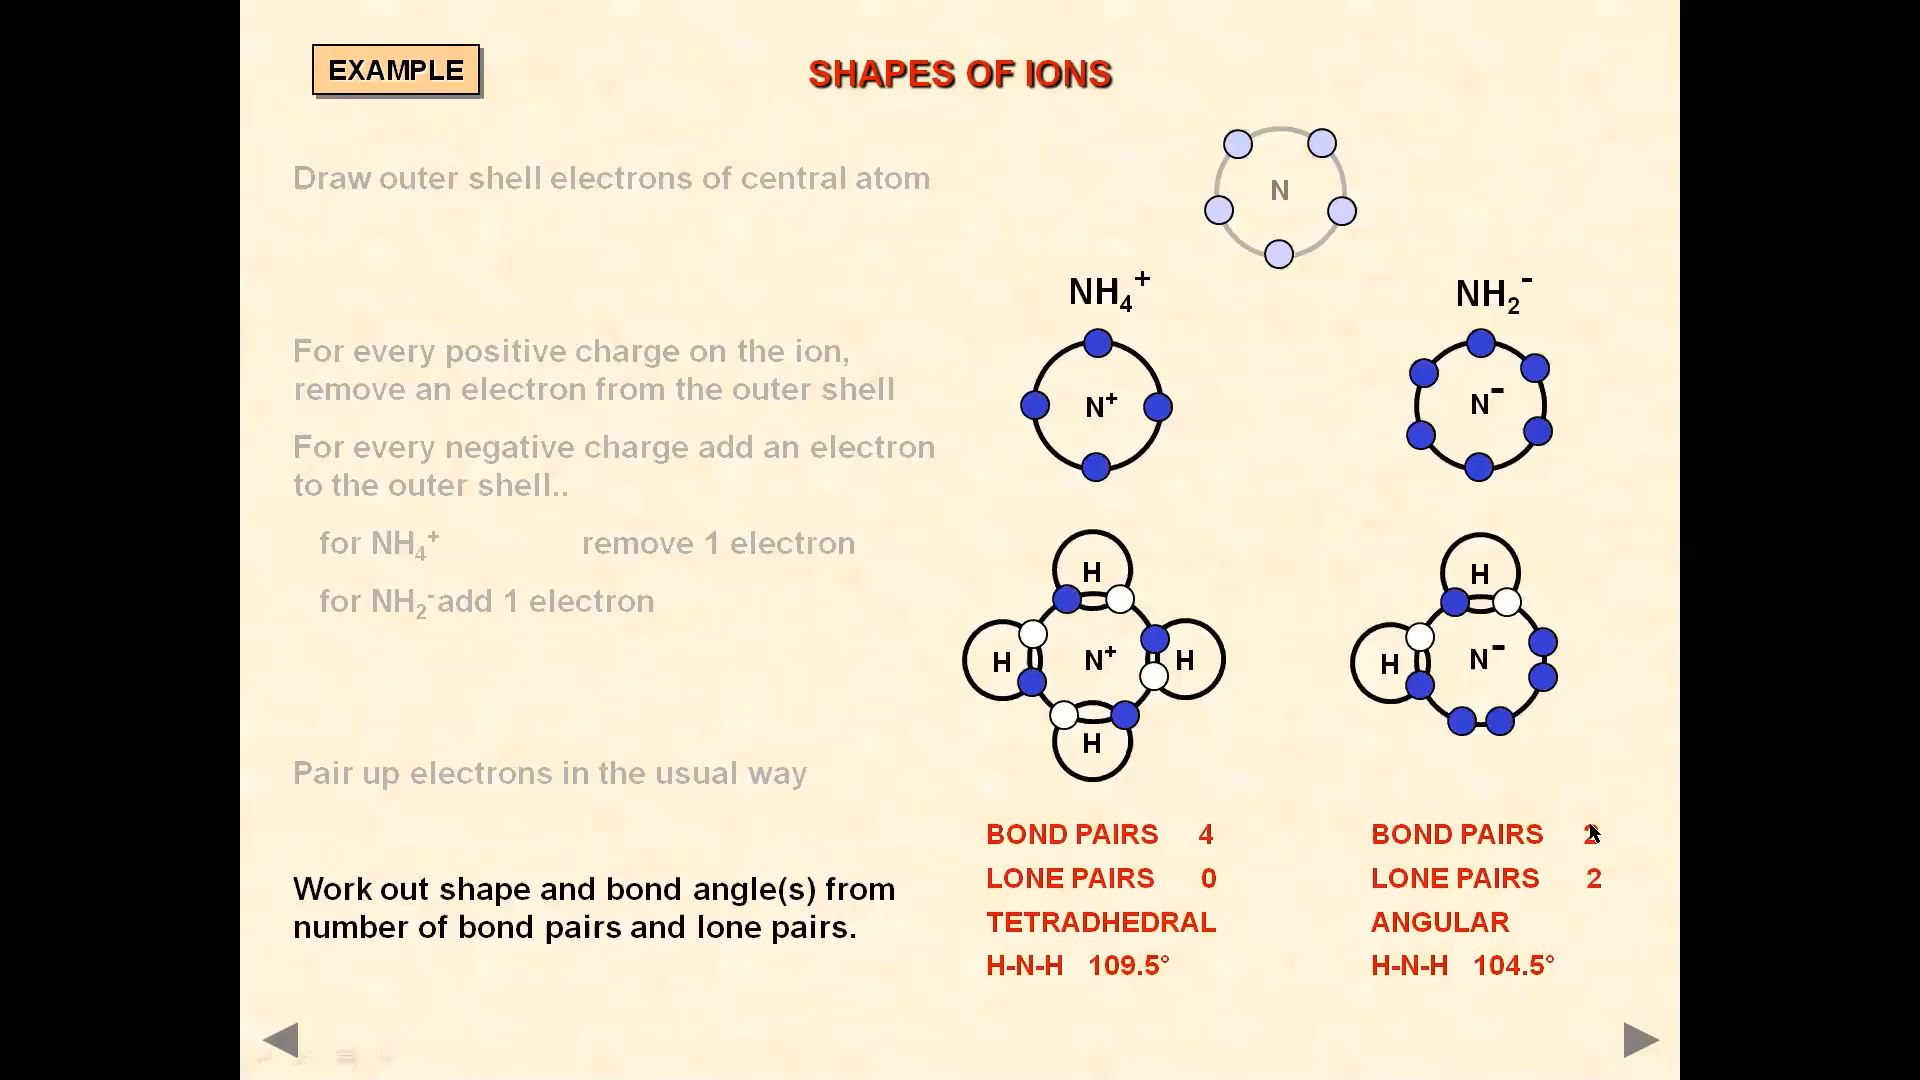 EXAMPLE
SHAPES OF IONS
Draw outer shell electrons of central atom
N
NH₄⁺
NH₂⁻
For every positive charge on the ion,
remove an electron from the outer shell
N⁺
N⁻
For every negative charge add an electron
to the outer shell..
for NH₄⁺ remove 1 electron
for NH₂⁻add 1 electron
H
H
H
N⁺
H
H
N⁻
H
Pair up electrons in the usual way
BOND PAIRS 4
LONE PAIRS 0
TETRADHEDRAL
H-N-H 109.5°
BOND PAIRS 2
LONE PAIRS 2
ANGULAR
H-N-H 104.5°
Work out shape and bond angle(s) from
number of bond pairs and lone pairs.